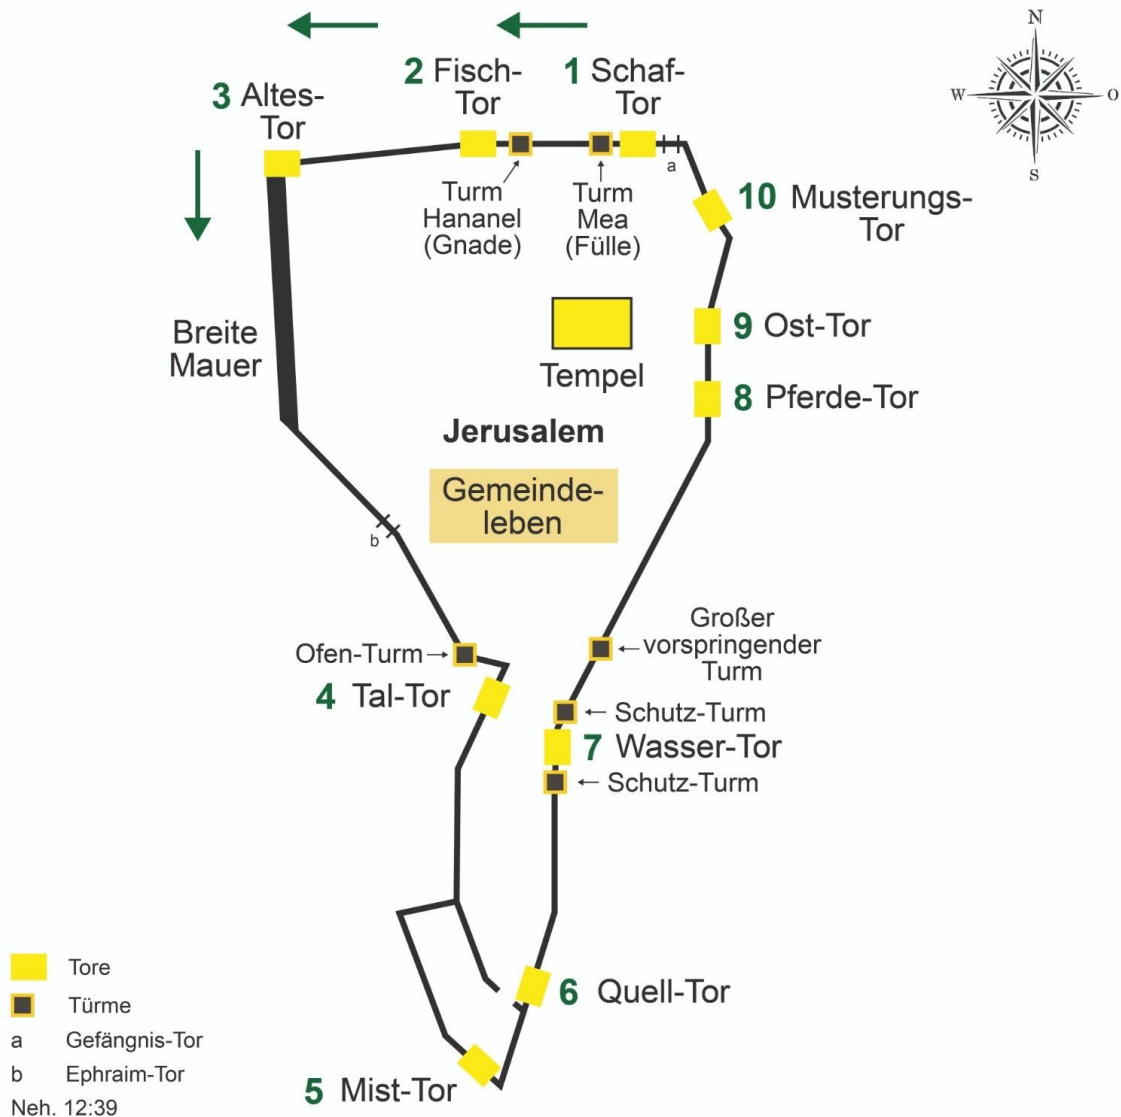 N
W
O
S
1 Schaf-
Tor
2 Fisch-
Tor
3 Altes-
Tor
a
Turm
Hananel
(Gnade)
Turm
Mea
(Fülle)
10 Musterungs-
Tor
9 Ost-Tor
8 Pferde-Tor
Breite
Mauer
Tempel
Jerusalem
Gemeinde-
leben
b
Ofen-Turm
4 Tal-Tor
Großer
vorspringender
Turm
Schutz-Turm
7 Wasser-Tor
Schutz-Turm
6 Quell-Tor
5 Mist-Tor
Tore
Türme
a Gefängnis-Tor
b Ephraim-Tor
Neh. 12:39